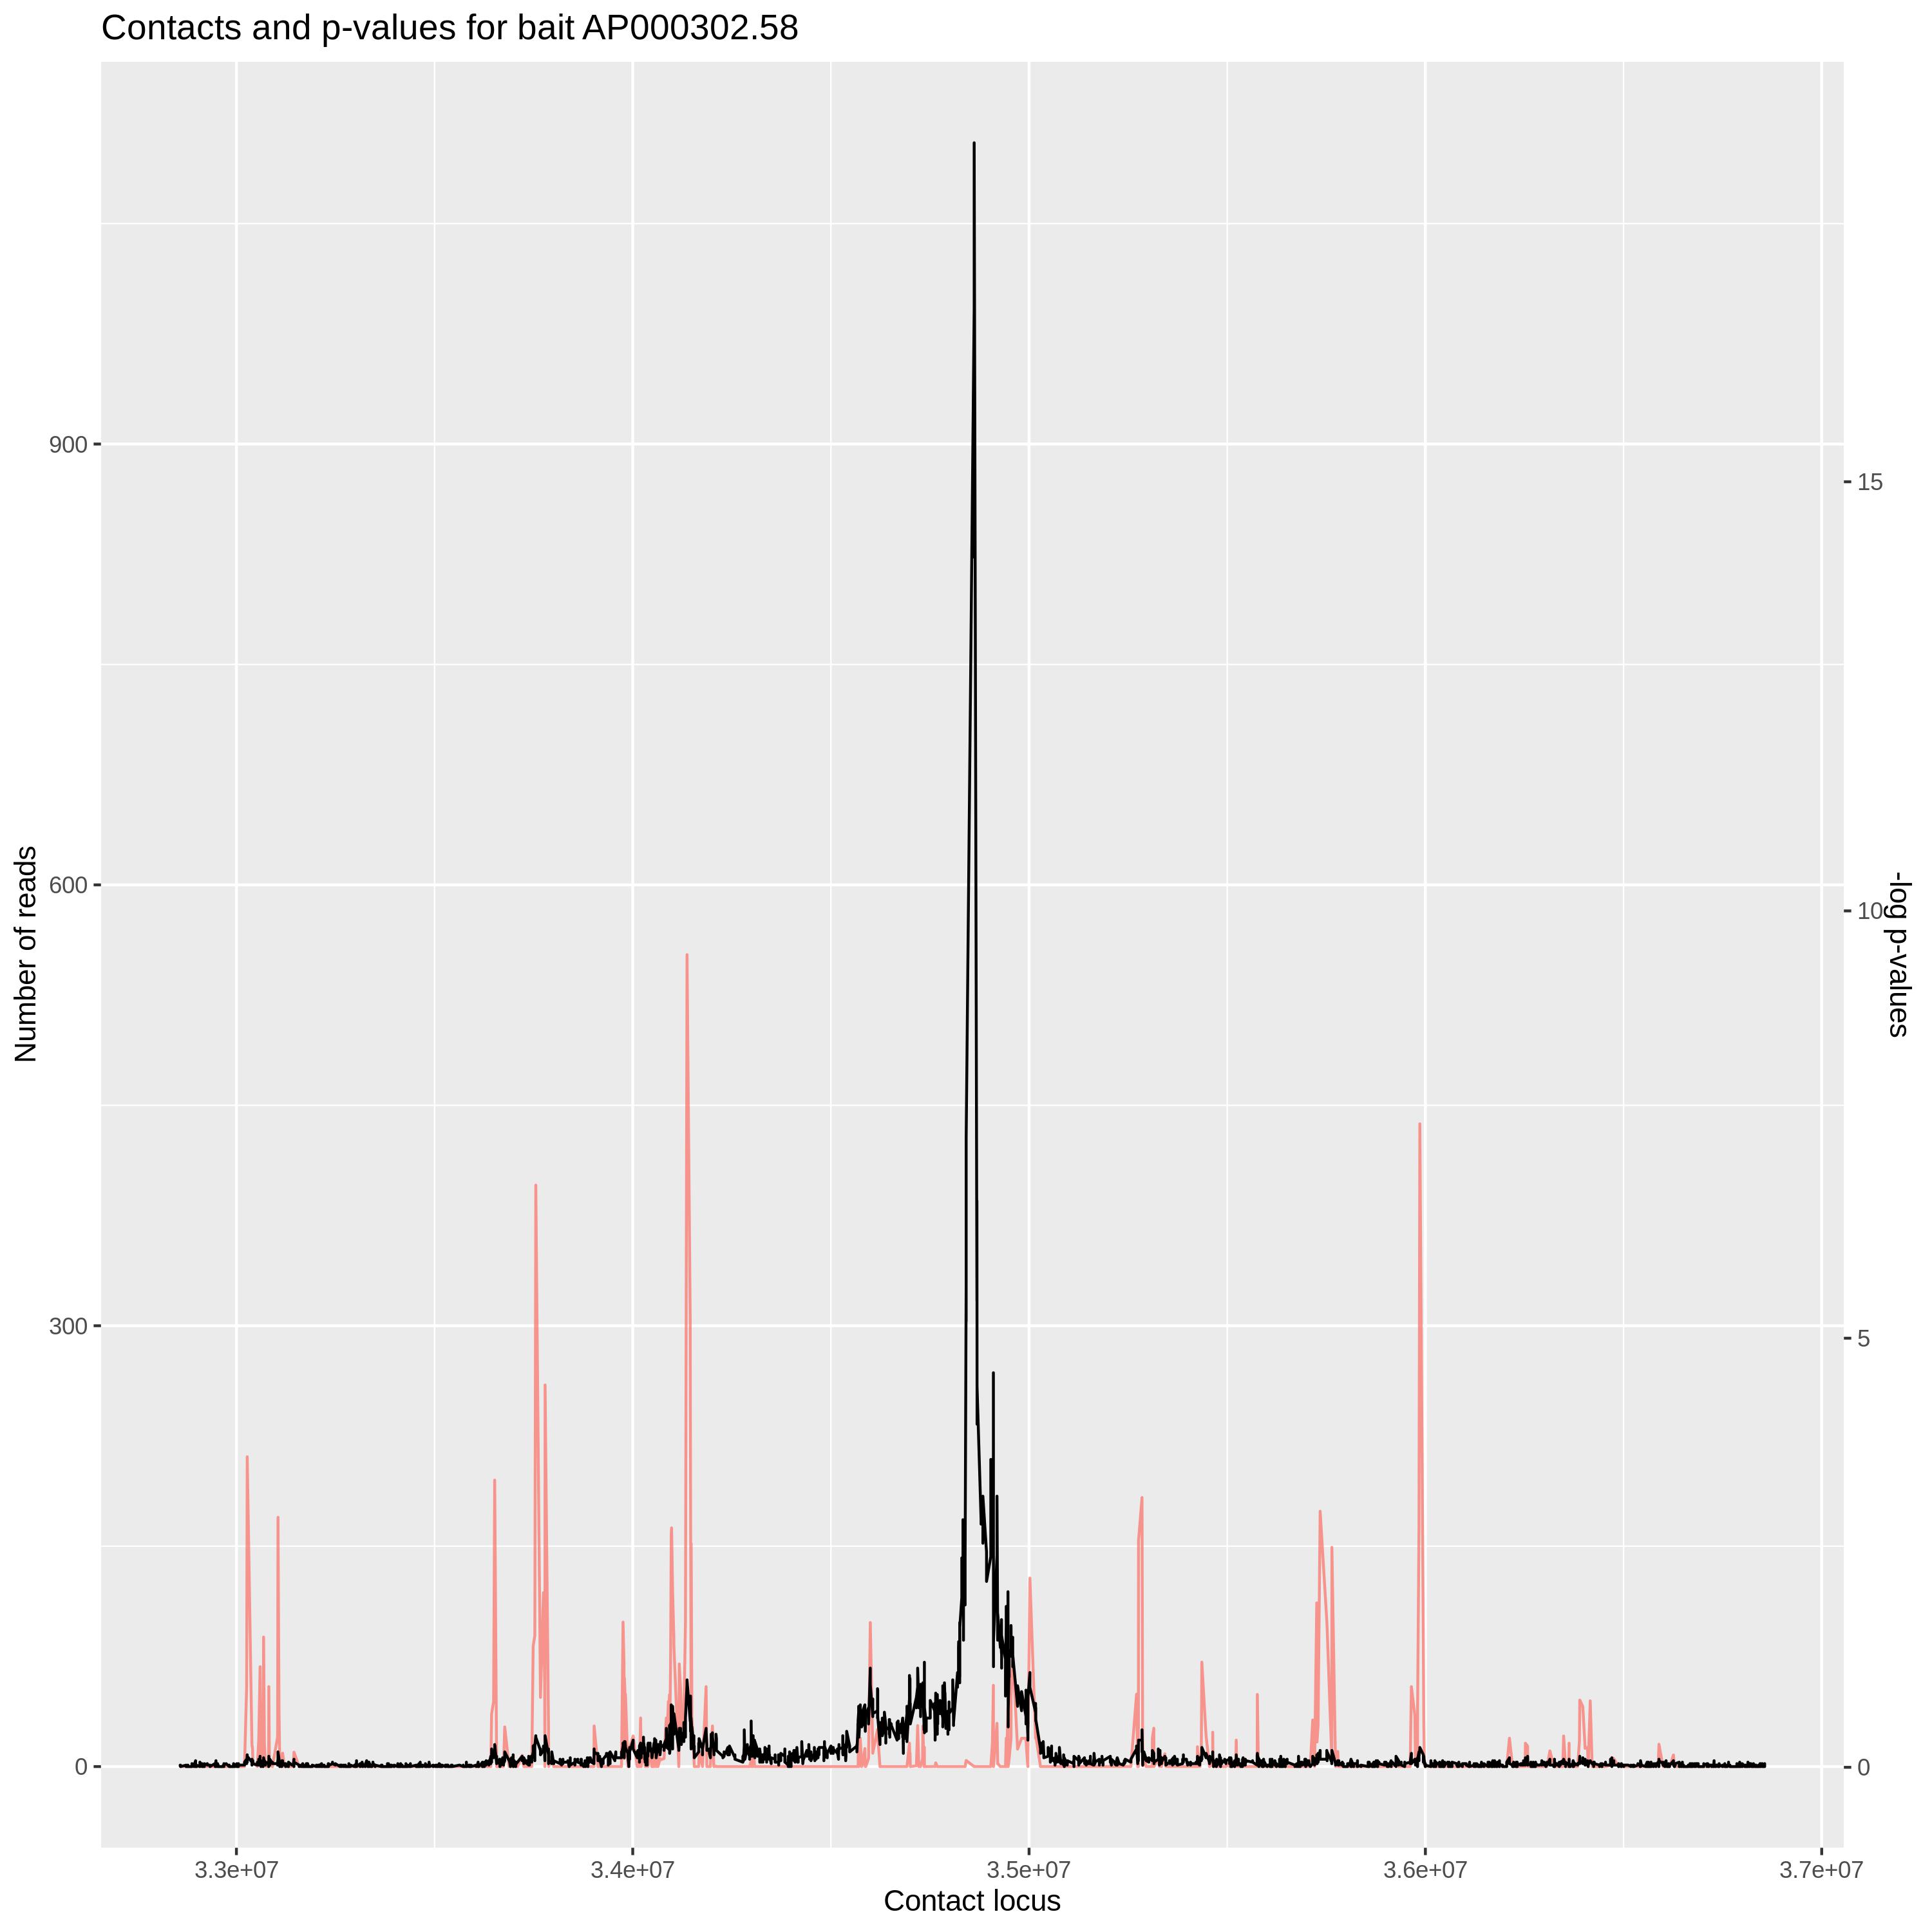 Contacts and p-values for bait AP000302.58
Number of reads
900
600
300
0
15
10
5
0
-log p-values
3.3e+07 3.4e+07 3.5e+07 3.6e+07 3.7e+07
Contact locus